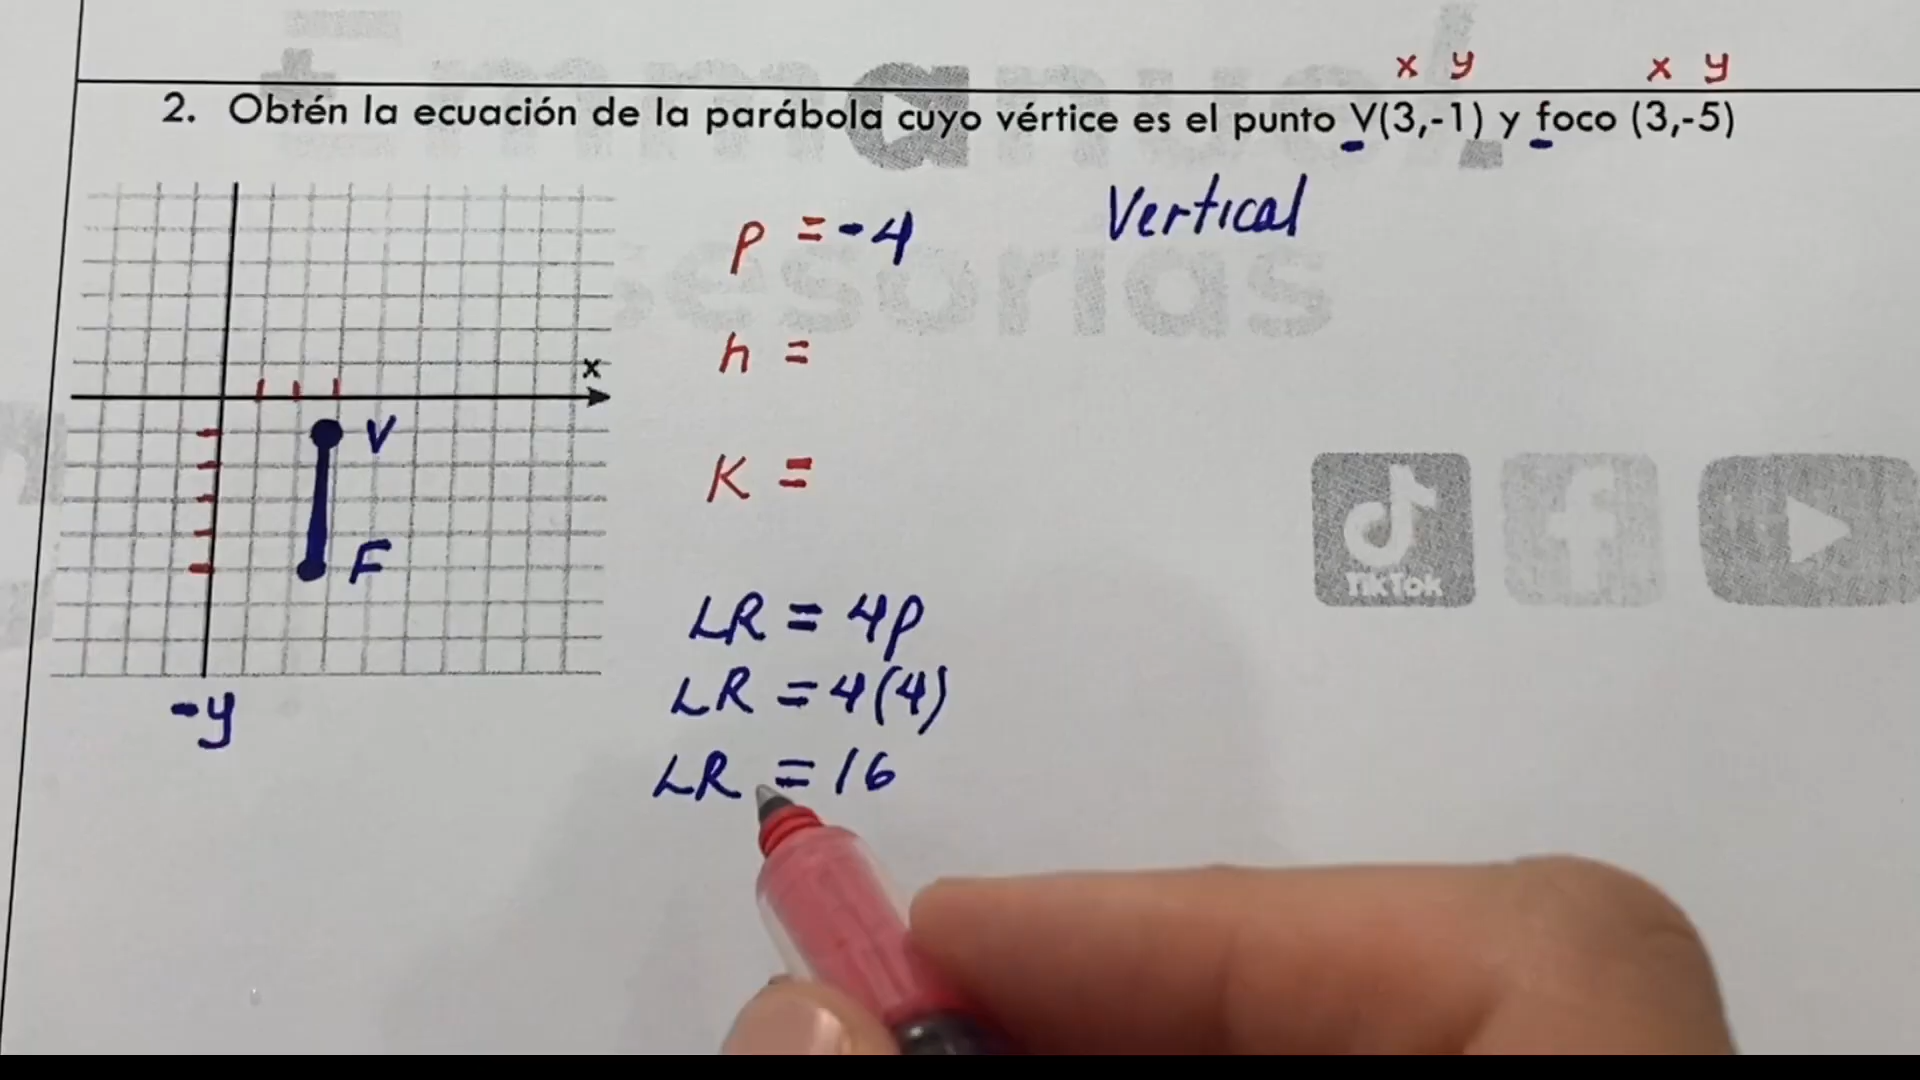 x y x y
2. Obtén la ecuación de la parábola cuyo vértice es el punto V(3,-1) y foco (3,-5)
Vertical
p = -4
h =
x
V
K =
F
TikTok
LR = 4p
LR = 4(4)
-y
LR = 16